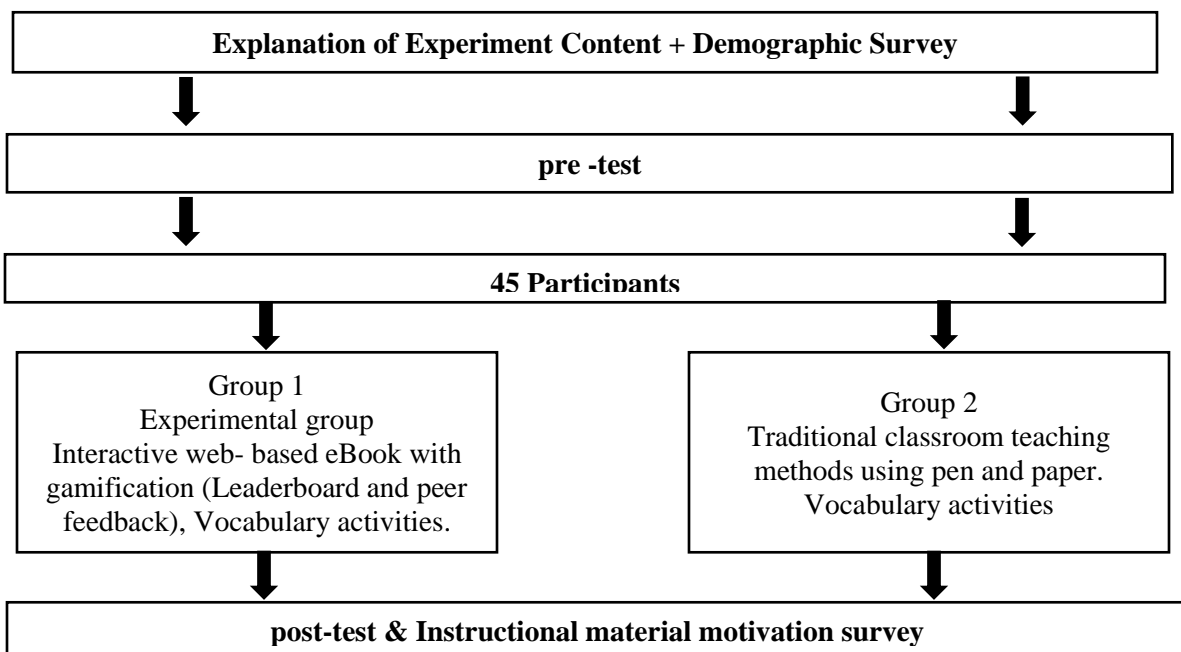 Explanation of Experiment Content + Demographic Survey
pre -test
45 Participants
Group 1
Experimental group
Interactive web- based eBook with
gamification (Leaderboard and peer
feedback), Vocabulary activities.
Group 2
Traditional classroom teaching
methods using pen and paper.
Vocabulary activities
post-test & Instructional material motivation survey